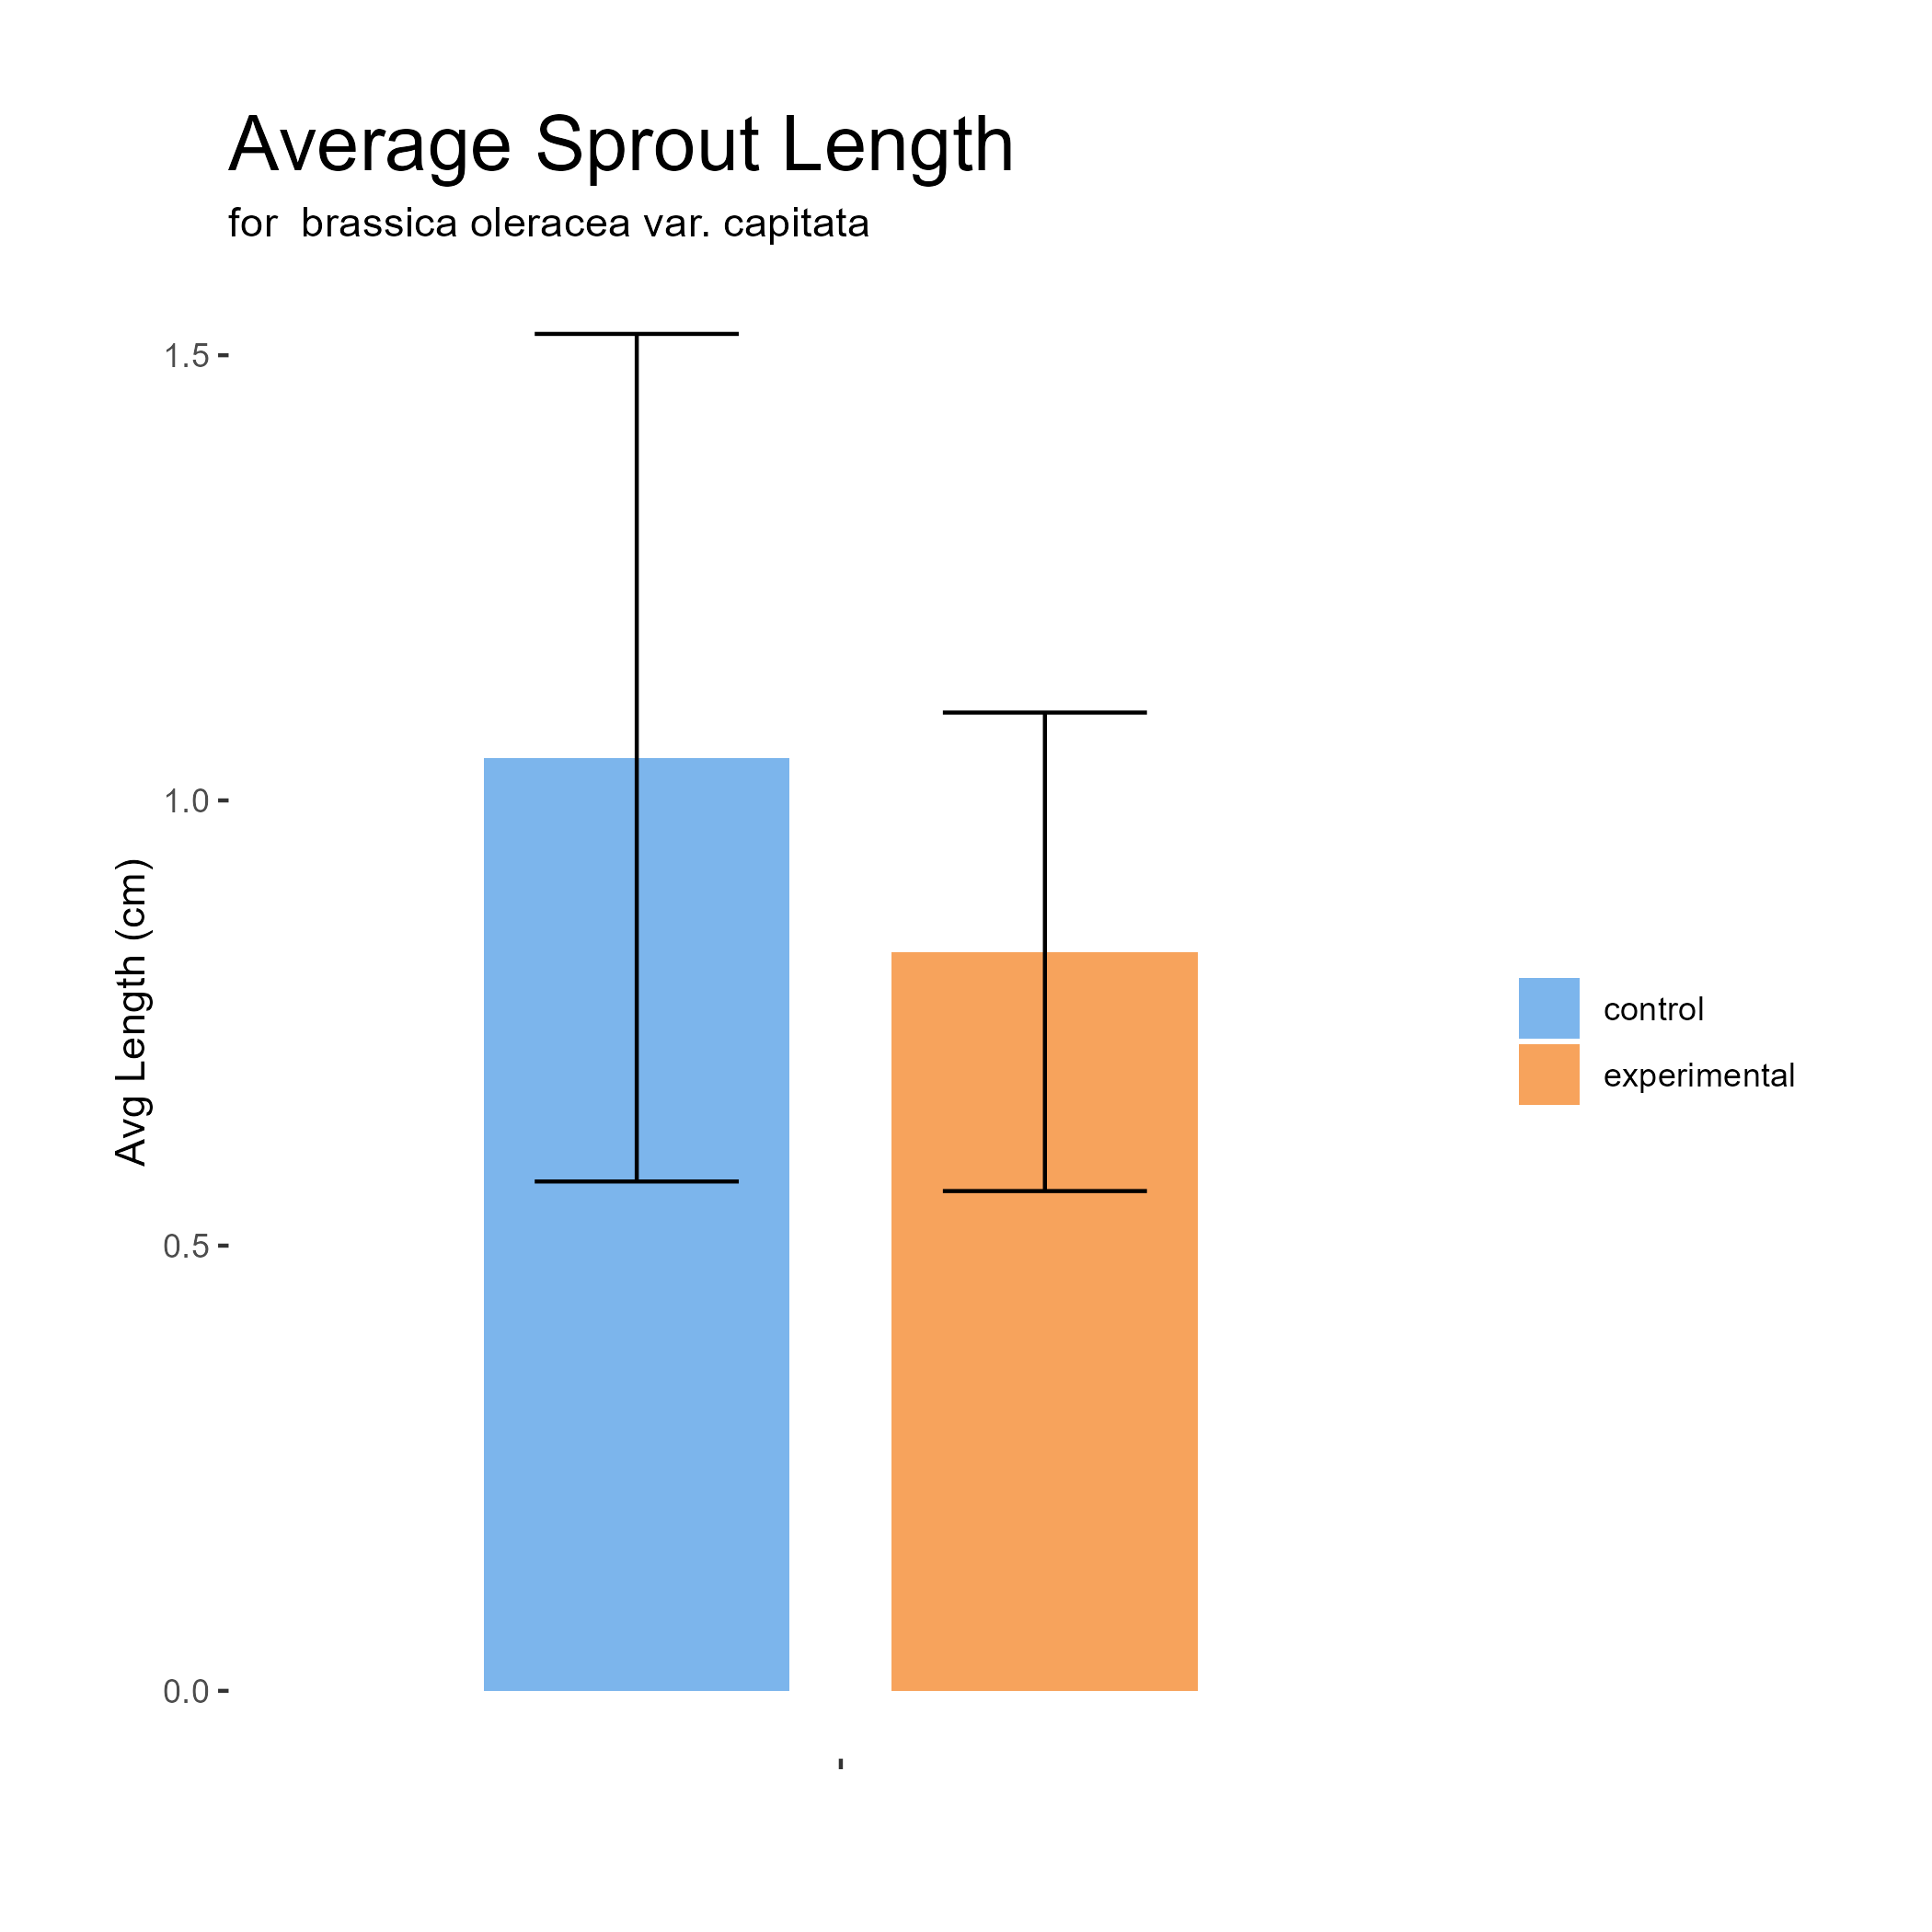 Average Sprout Length
for  brassica oleracea var. capitata
1.5
1.0
0.5
0.0
Avg Length (cm)
control
experimental